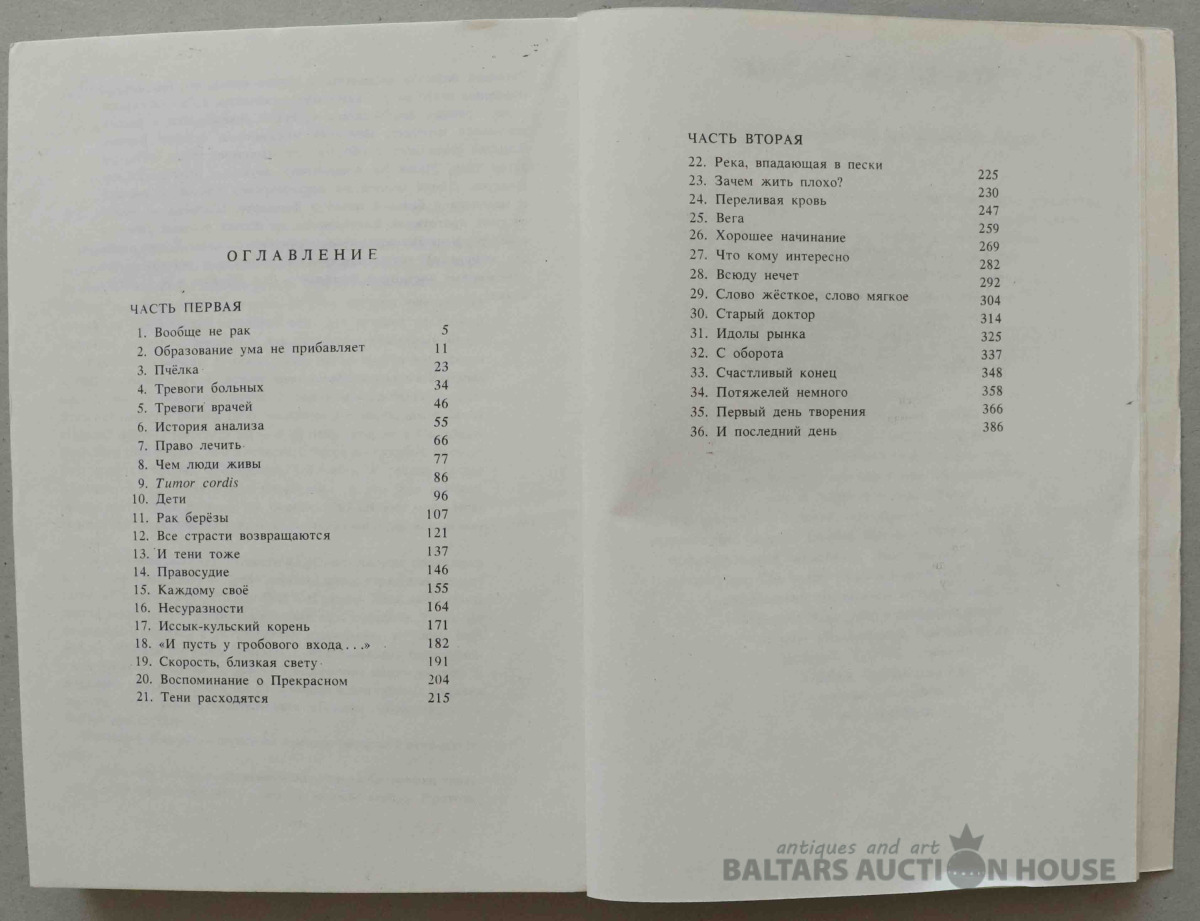 ОГЛАВЛЕНИЕ
ЧАСТЬ ПЕРВАЯ
1. Вообще не рак 5
2. Образование ума не прибавляет 11
3. Пчёлка 23
4. Тревоги больных 34
5. Тревоги врачей 46
6. История анализа 55
7. Право лечить 66
8. Чем люди живы 77
9. Tumor cordis 86
10. Дети 96
11. Рак берёзы 107
12. Все страсти возвращаются 121
13. И тени тоже 137
14. Правосудие 146
15. Каждому своё 155
16. Несуразности 164
17. Иссык-кульский корень 171
18. «И пусть у гробового входа...» 182
19. Скорость, близкая свету 191
20. Воспоминание о Прекрасном 204
21. Тени расходятся 215
ЧАСТЬ ВТОРАЯ
22. Река, впадающая в пески 225
23. Зачем жить плохо? 230
24. Переливая кровь 247
25. Вега 259
26. Хорошее начинание 269
27. Что кому интересно 282
28. Всюду нечет 292
29. Слово жёсткое, слово мягкое 304
30. Старый доктор 314
31. Идолы рынка 325
32. С оборота 337
33. Счастливый конец 348
34. Потяжелей немного 358
35. Первый день творения 366
36. И последний день 386
antiques and art
BALTARS AUCTION HOUSE